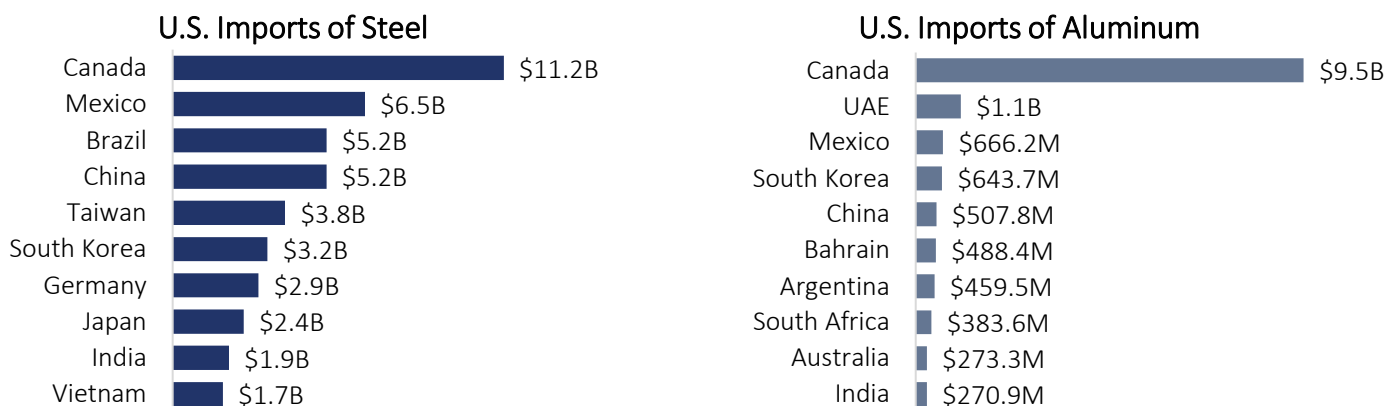 U.S. Imports of Steel
Canada $11.2B
Mexico $6.5B
Brazil $5.2B
China $5.2B
Taiwan $3.8B
South Korea $3.2B
Germany $2.9B
Japan $2.4B
India $1.9B
Vietnam $1.7B
U.S. Imports of Aluminum
Canada $9.5B
UAE $1.1B
Mexico $666.2M
South Korea $643.7M
China $507.8M
Bahrain $488.4M
Argentina $459.5M
South Africa $383.6M
Australia $273.3M
India $270.9M